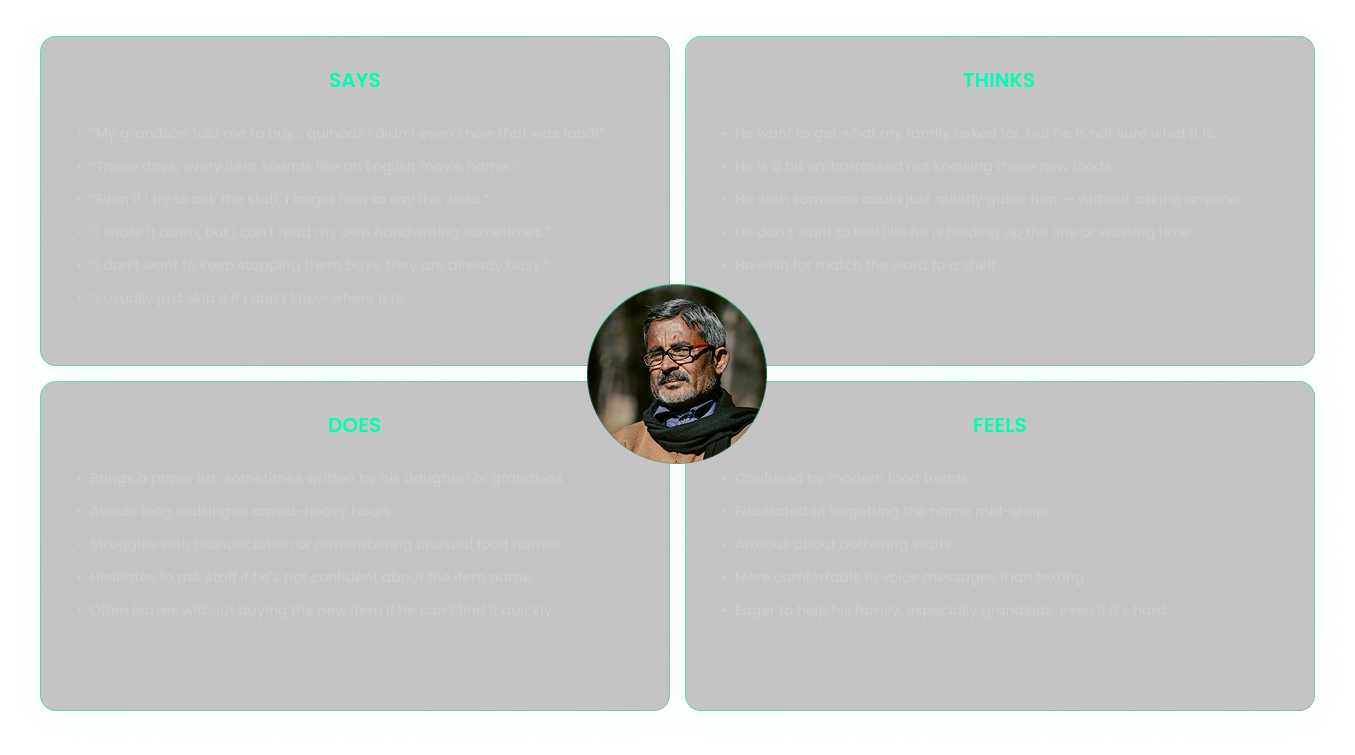 SAYS
• "My grandson told me to buy... quinoa? I didn't even know that was food!"
• "These days, every item sounds like an English movie name."
• "Even if I try to ask the staff, I forget how to say the word."
• "I wrote it down, but I can't read my own handwriting sometimes."
• "I don't want to keep stopping them boys, they are already busy."
• "I usually just skip it if I don't know where it is."
THINKS
• He want to get what my family asked for, but he is not sure what it is.
• He is a bit embarrassed not knowing these new foods.
• He wish someone could just quietly guide him — without asking anyone.
• He don't want to feel like he is holding up the line or wasting time.
• He wish for match the word to a shelf
DOES
• Brings a paper list, sometimes written by his daughter or grandkids
• Avoids long walking or crowd-heavy hours
• Struggles with pronunciation or remembering unusual food names
• Hesitates to ask staff if he's not confident about the item name
• Often leaves without buying the new item if he can't find it quickly
FEELS
• Confused by modern food trends
• Frustrated at forgetting the name mid-shop
• Anxious about bothering staffs
• More comfortable in voice messages than texting.
• Eager to help his family, especially grandkids, even if it's hard